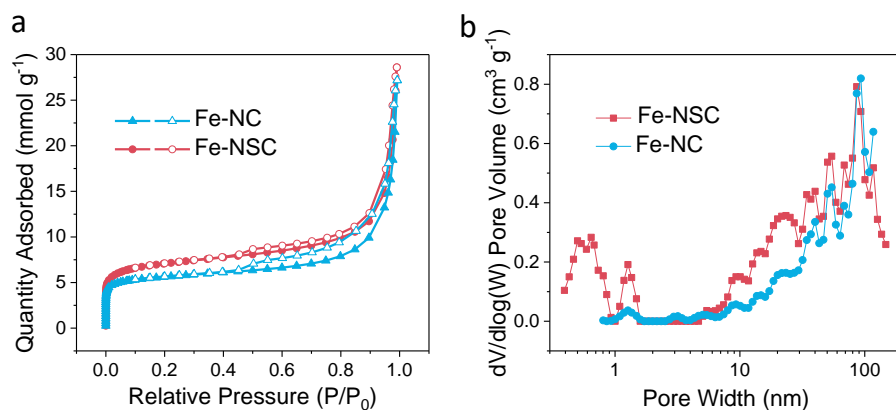 a
Quantity Adsorbed (mmol g⁻¹)
30
25
20
15
10
5
0
Fe-NC
Fe-NSC
0.0 0.2 0.4 0.6 0.8 1.0
Relative Pressure (P/P₀)
b
dV/dlog(W) Pore Volume (cm³ g⁻¹)
0.8
0.6
0.4
0.2
0.0
Fe-NSC
Fe-NC
1 10 100
Pore Width (nm)